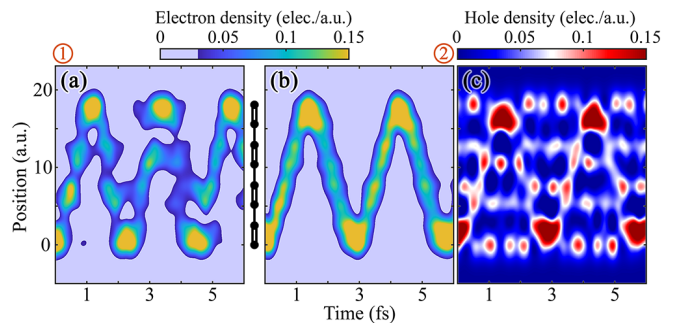 Electron density (elec./a.u.)
Hole density (elec./a.u.)
① 0 0.05 0.1 0.15
② 0 0.05 0.1 0.15
(a) (b) (c)
Position (a.u.)
20
10
0
1 3 5 1 3 5 1 3 5
Time (fs)